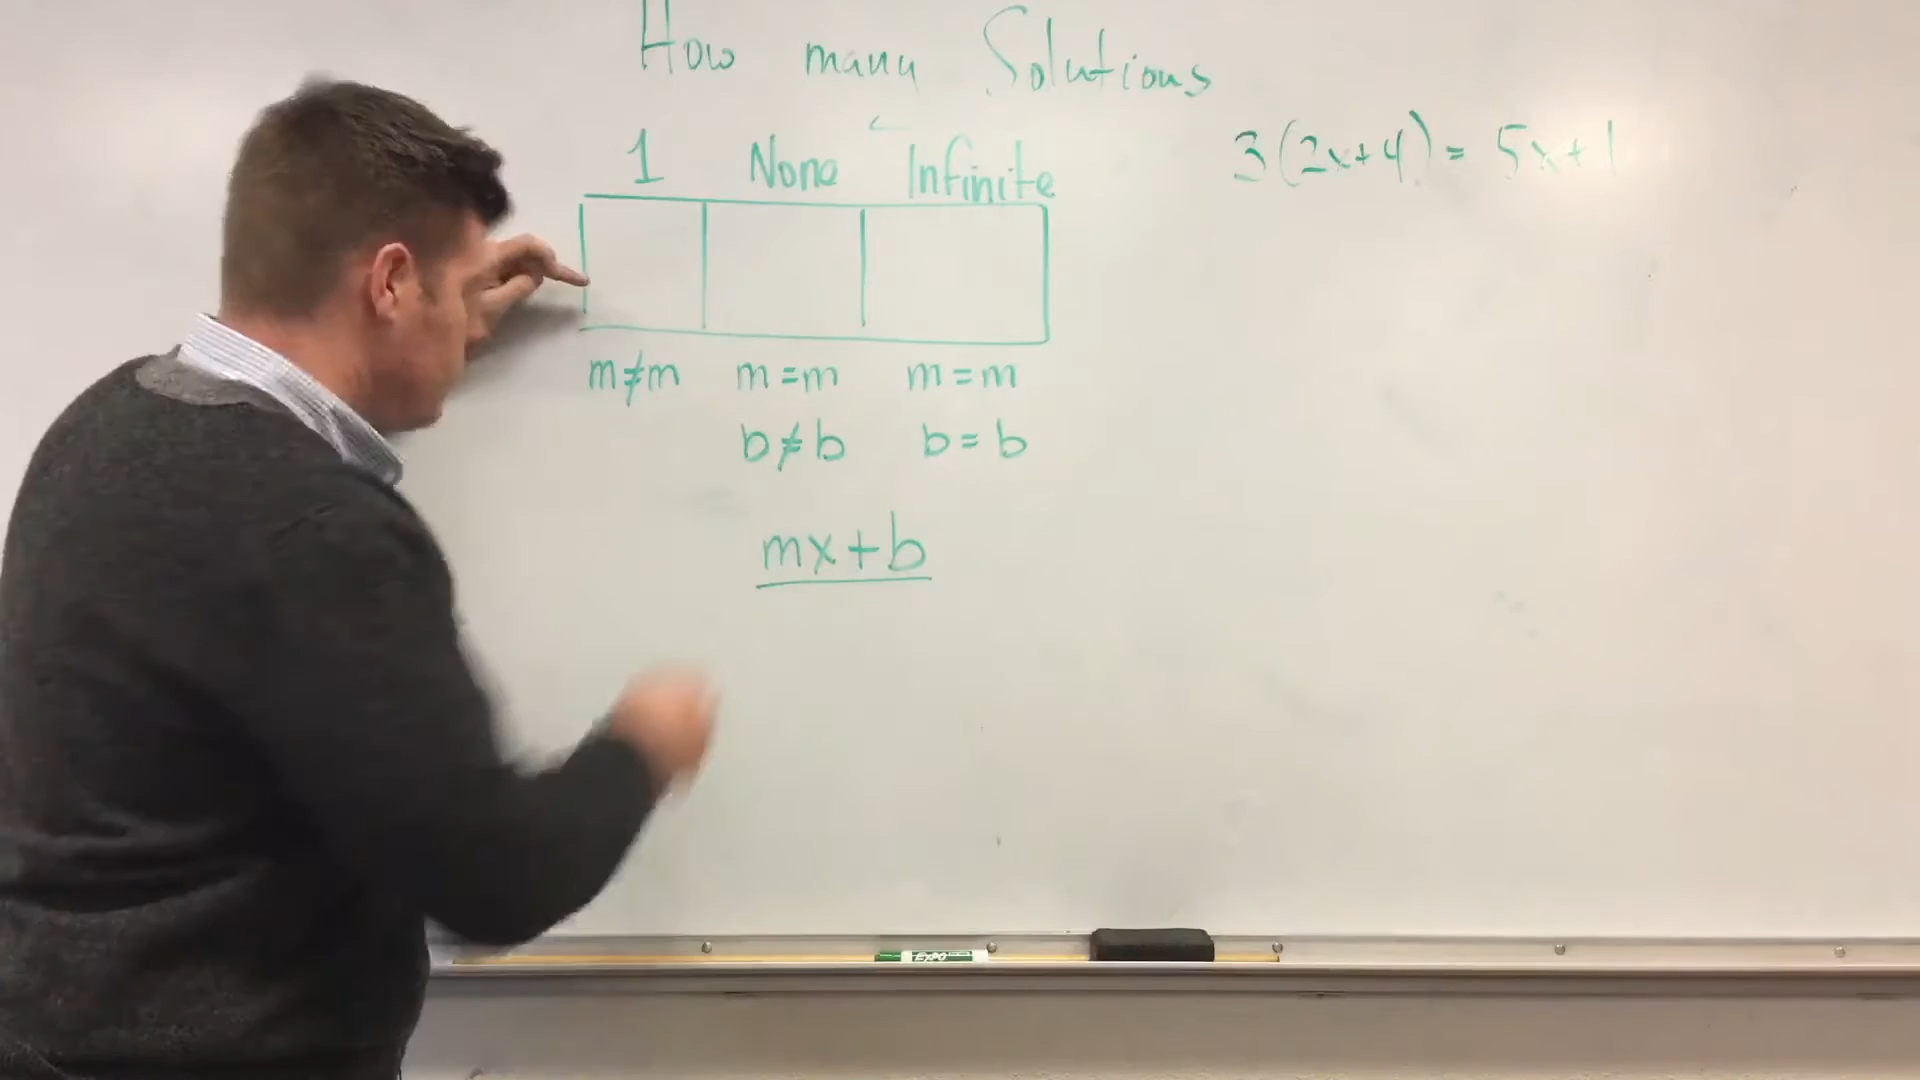 How many Solutions
1 None Infinite
m≠m m=m m=m
b≠b b=b
mx+b
3(2x+4)= 5x+1
EXPO